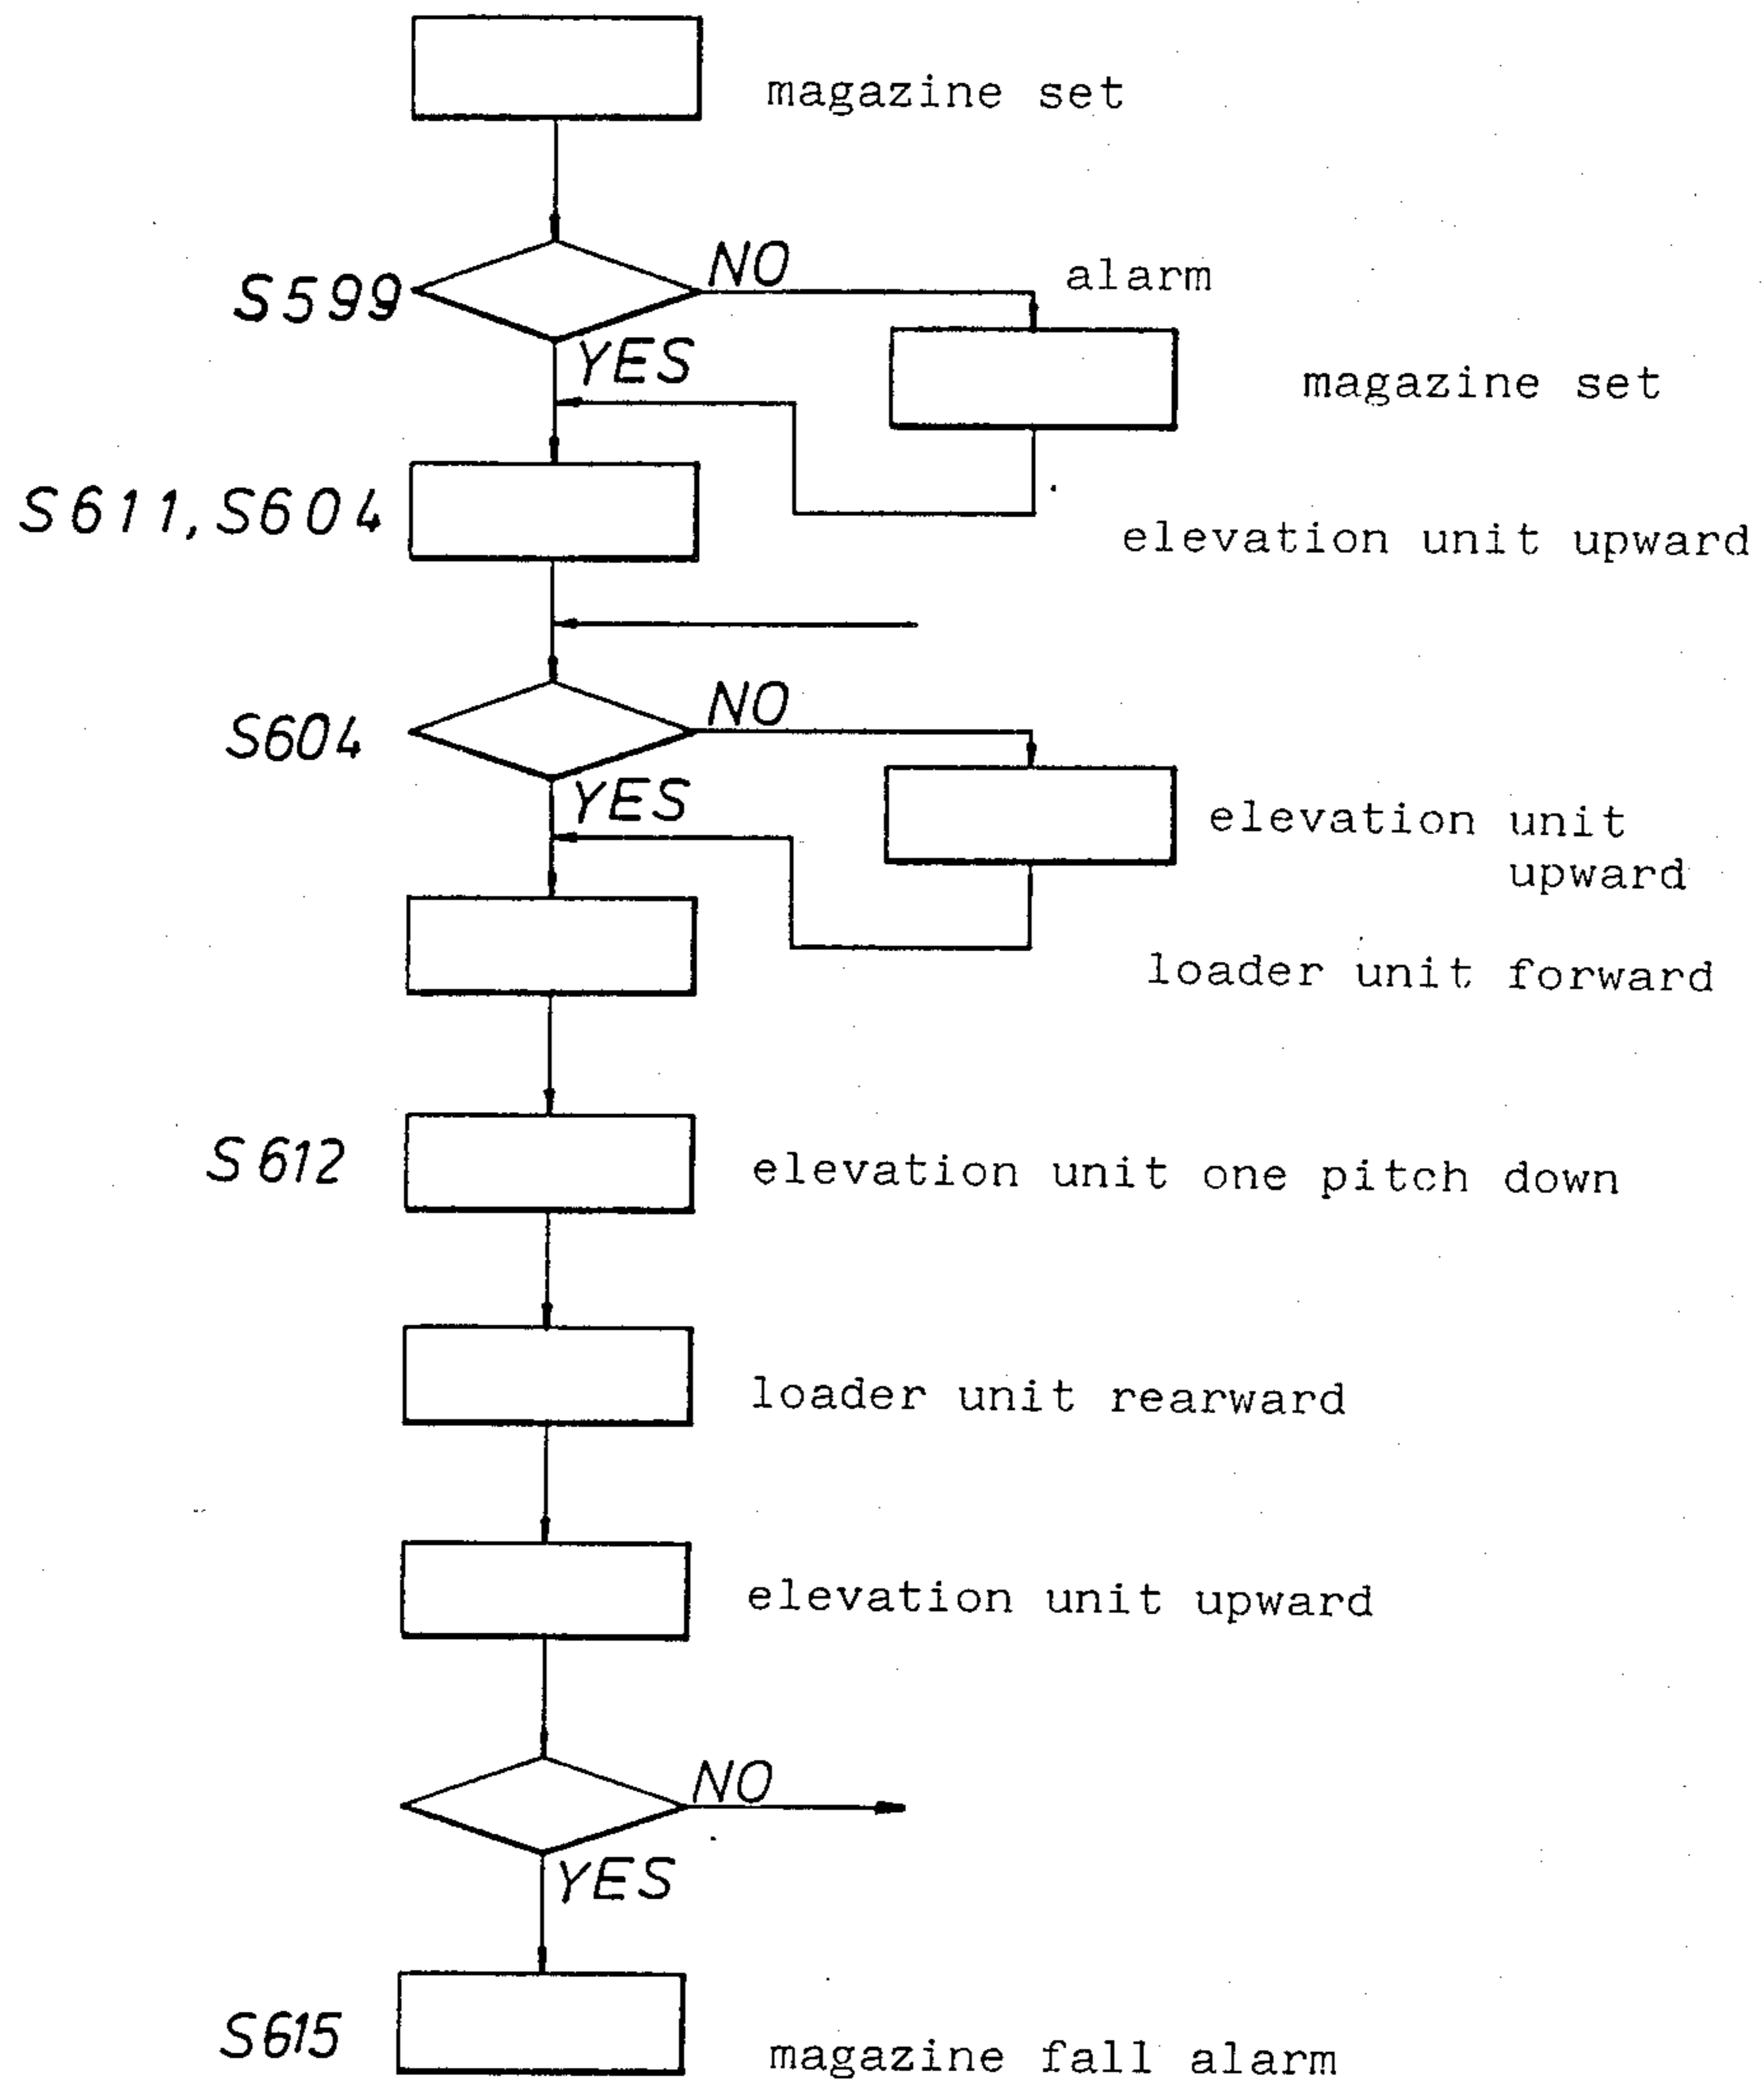 magazine set
S599
NO
alarm
YES
magazine set
S611, S604
elevation unit upward
S604
NO
YES
elevation unit
upward
loader unit forward
S612
elevation unit one pitch down
loader unit rearward
elevation unit upward
NO
YES
S615
magazine fall alarm